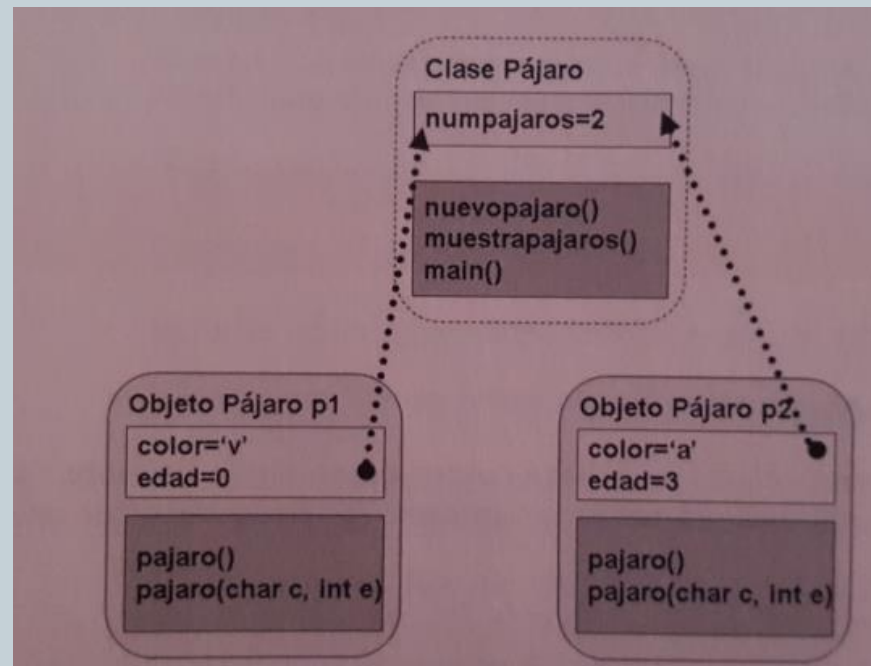 Clase Pájaro
numpajaros=2
nuevopajaro()
muestrapajaros()
main()
Objeto Pájaro p1
color='v'
edad=0
pajaro()
pajaro(char c, int e)
Objeto Pájaro p2
color='a'
edad=3
pajaro()
pajaro(char c, int e)